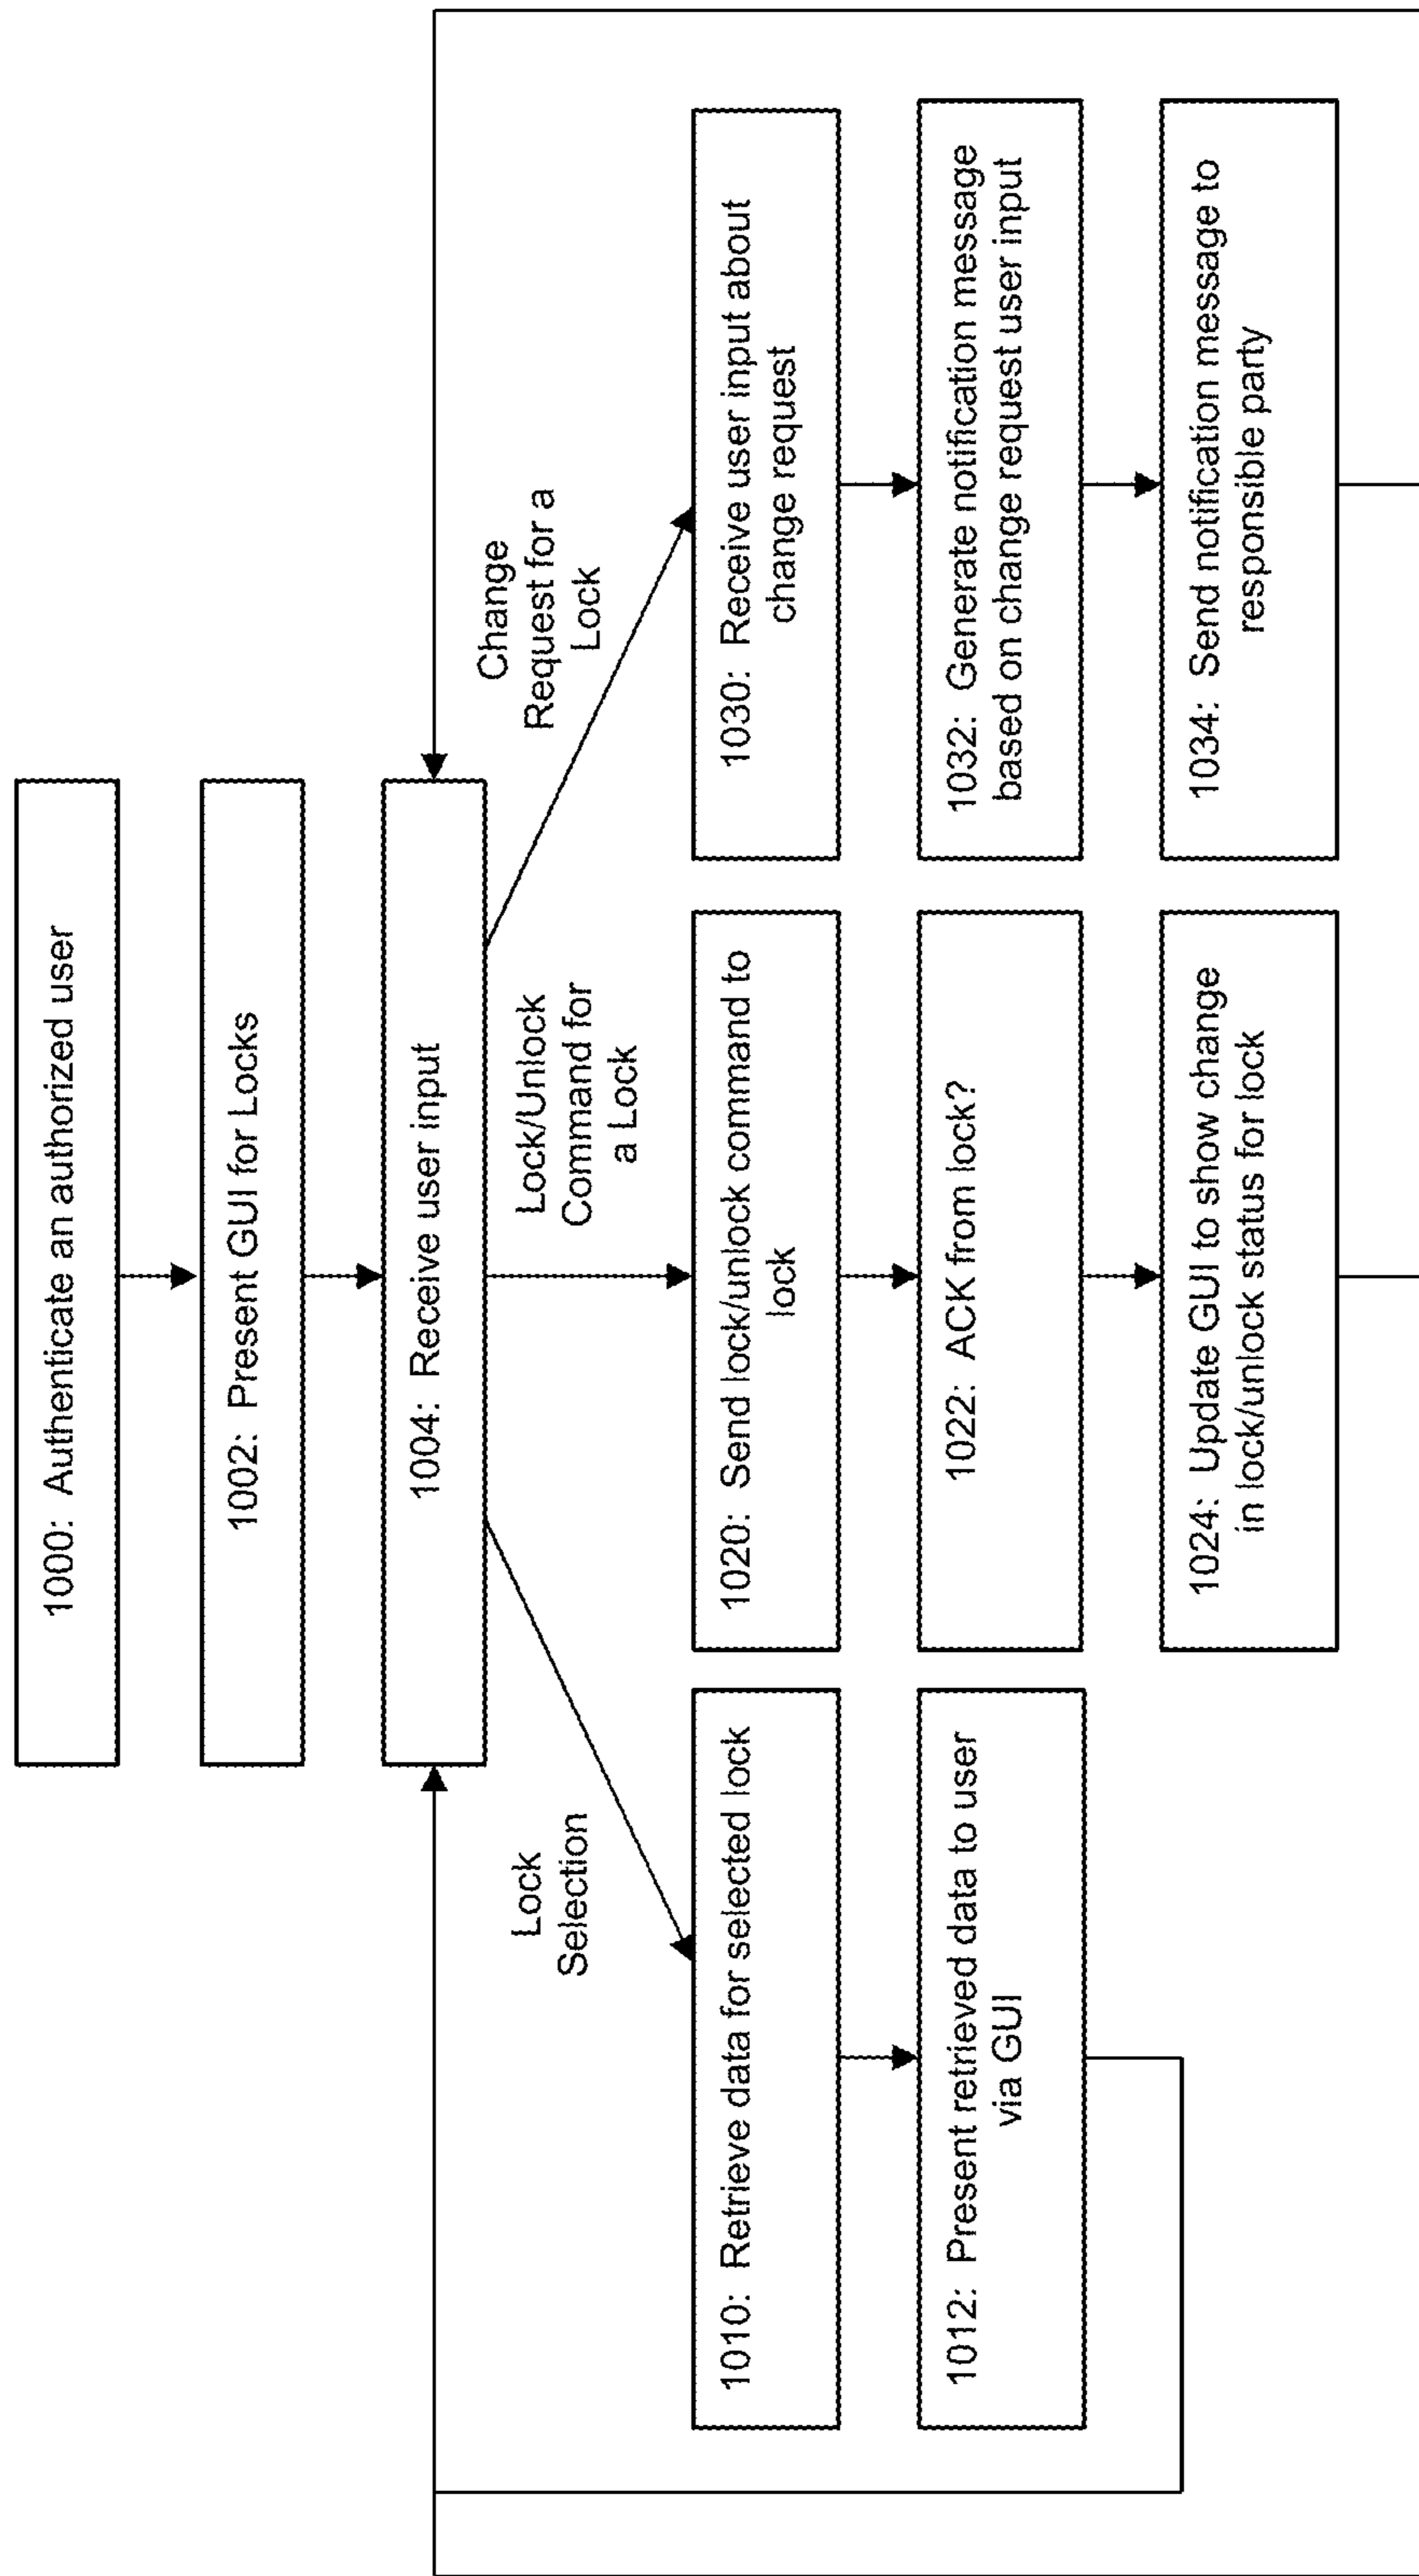 1000: Authenticate an authorized user
1002: Present GUI for Locks
1004: Receive user input
Lock
Selection
Lock/Unlock
Command for
a Lock
Change
Request for a
Lock
1010: Retrieve data for selected lock
1012: Present retrieved data to user
via GUI
1020: Send lock/unlock command to
lock
1022: ACK from lock?
1024: Update GUI to show change
in lock/unlock status for lock
1030: Receive user input about
change request
1032: Generate notification message
based on change request user input
1034: Send notification message to
responsible party